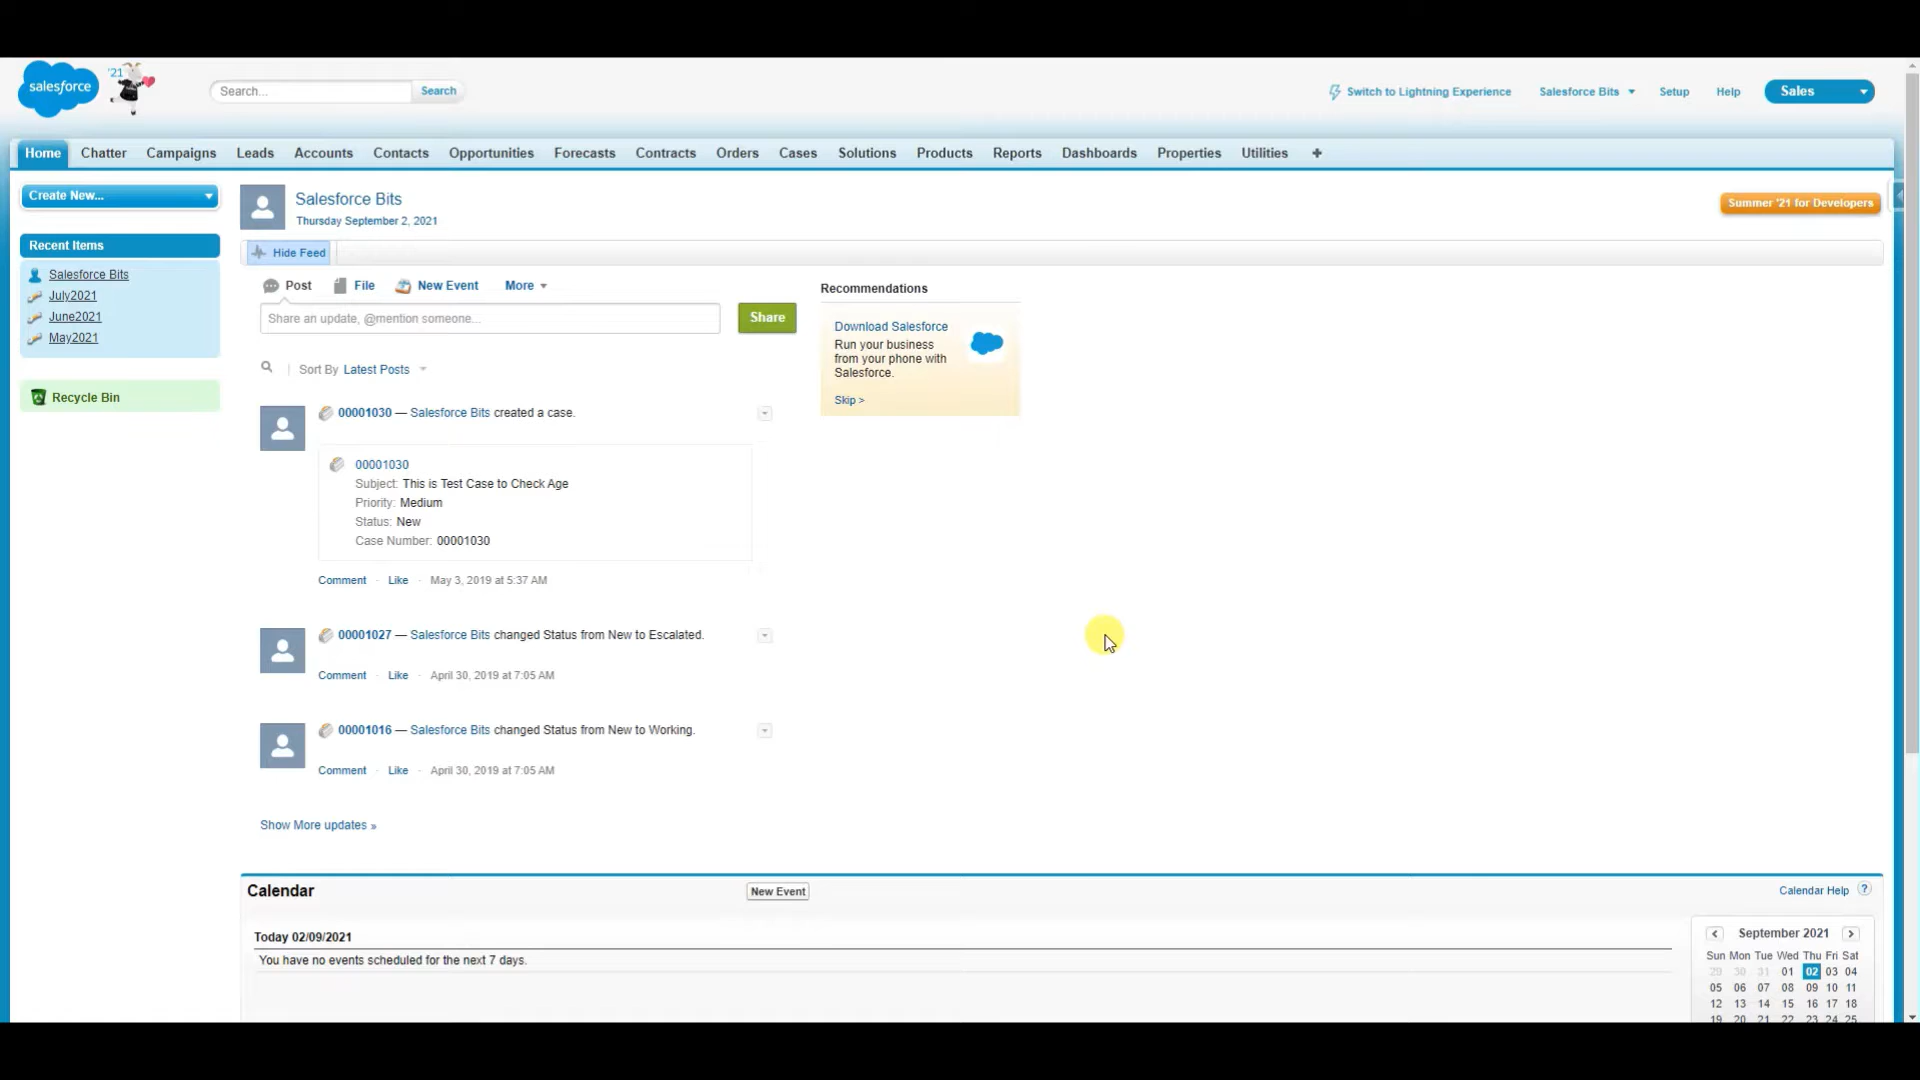 salesforce
'21
Search...
Search
Switch to Lightning Experience
Salesforce Bits
Setup
Help
Sales
Home
Chatter
Campaigns
Leads
Accounts
Contacts
Opportunities
Forecasts
Contracts
Orders
Cases
Solutions
Products
Reports
Dashboards
Properties
Utilities
+
Create New...
Recent Items
Salesforce Bits
July2021
June2021
May2021
Recycle Bin
Salesforce Bits
Thursday September 2, 2021
Summer '21 for Developers
Hide Feed
Post
File
New Event
More
Share an update, @mention someone...
Share
Sort By Latest Posts
00001030 — Salesforce Bits created a case.
00001030
Subject: This is Test Case to Check Age
Priority: Medium
Status: New
Case Number: 00001030
Comment · Like · May 3, 2019 at 5:37 AM
00001027 — Salesforce Bits changed Status from New to Escalated.
Comment · Like · April 30, 2019 at 7:05 AM
00001016 — Salesforce Bits changed Status from New to Working.
Comment · Like · April 30, 2019 at 7:05 AM
Show More updates »
Recommendations
Download Salesforce
Run your business
from your phone with
Salesforce.
Skip >
Calendar
New Event
Calendar Help ?
Today 02/09/2021
You have no events scheduled for the next 7 days.
< September 2021 >
Sun Mon Tue Wed Thu Fri Sat
29 30 31 01 02 03 04
05 06 07 08 09 10 11
12 13 14 15 16 17 18
19 20 21 22 23 24 25